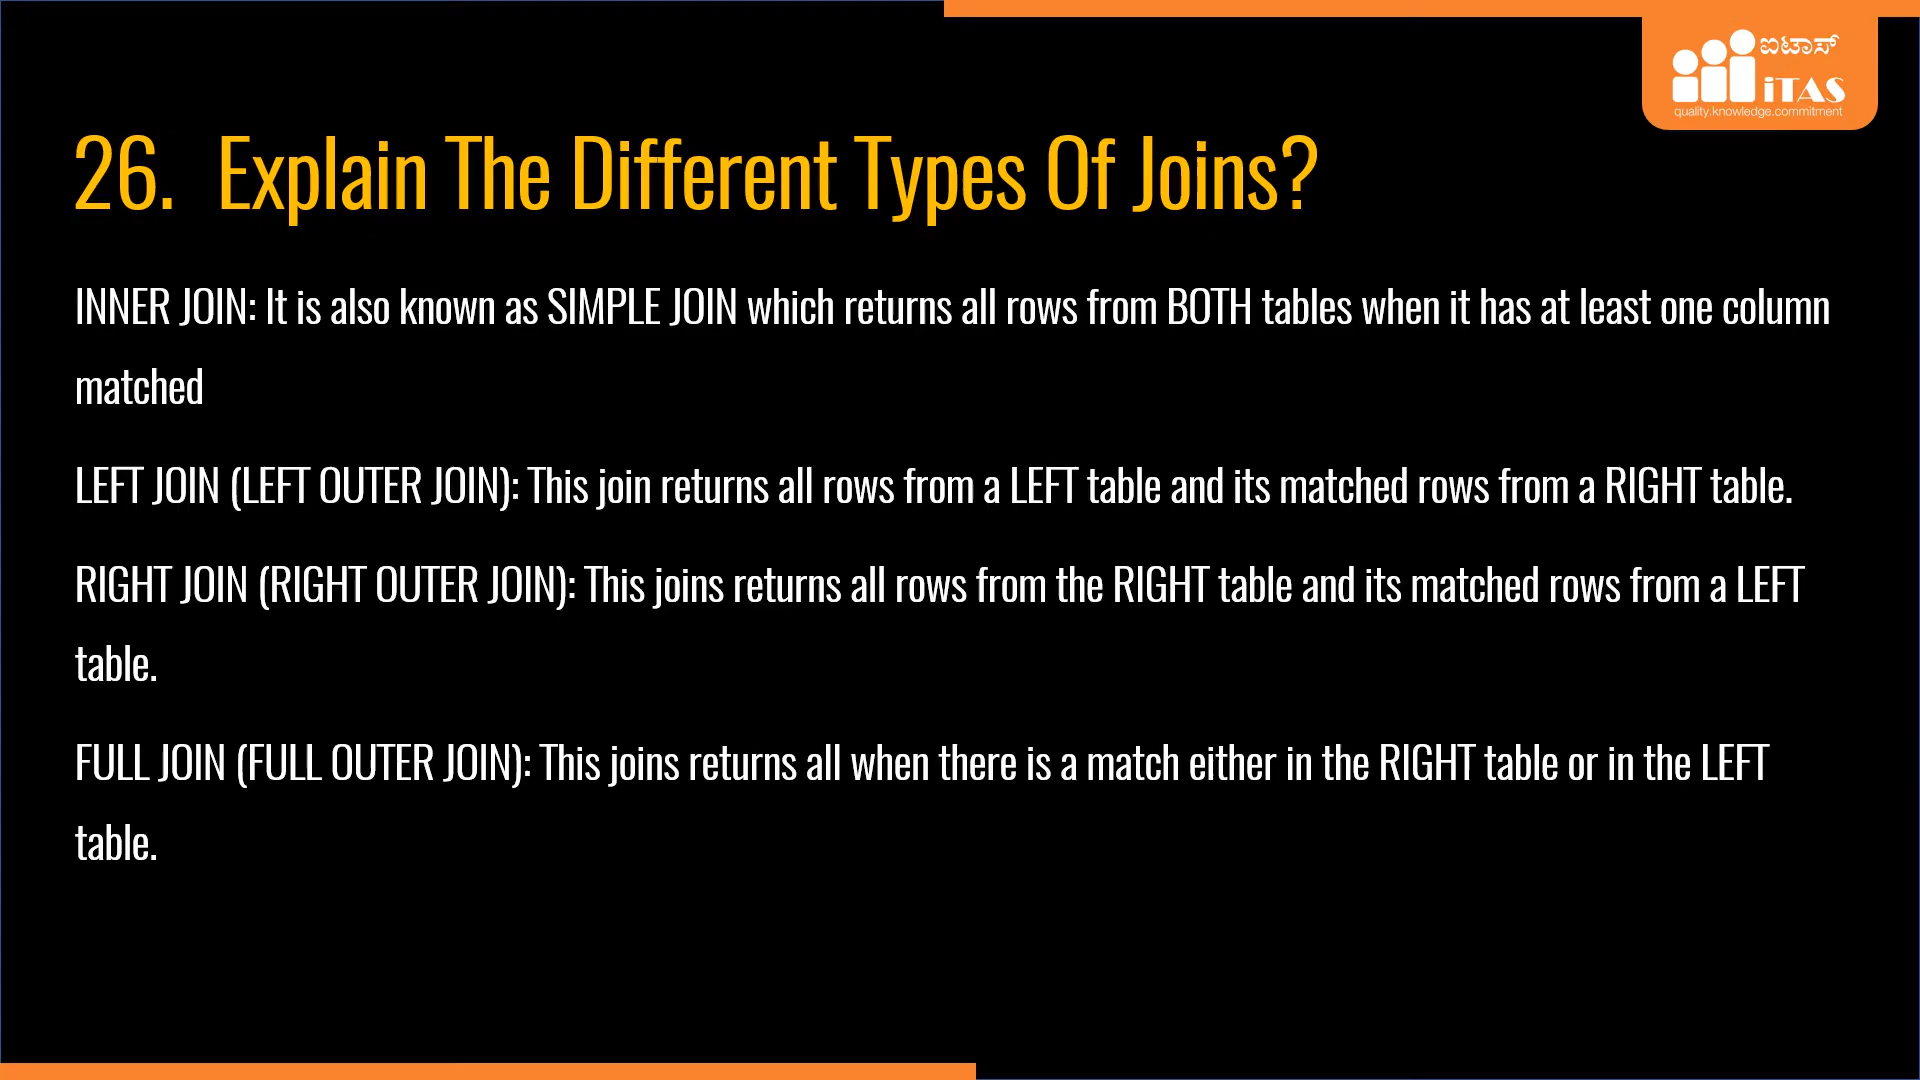 ಐಟಾಸ್
iTAS
quality.knowledge.commitment
26. Explain The Different Types Of Joins?
INNER JOIN: It is also known as SIMPLE JOIN which returns all rows from BOTH tables when it has at least one column
matched
LEFT JOIN (LEFT OUTER JOIN): This join returns all rows from a LEFT table and its matched rows from a RIGHT table.
RIGHT JOIN (RIGHT OUTER JOIN): This joins returns all rows from the RIGHT table and its matched rows from a LEFT
table.
FULL JOIN (FULL OUTER JOIN): This joins returns all when there is a match either in the RIGHT table or in the LEFT
table.